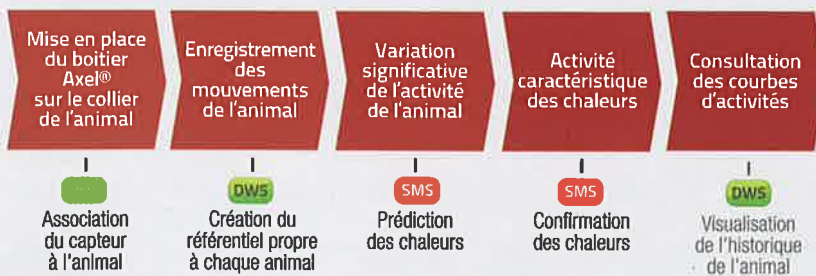 Mise en place
du boitier
Axel®
sur le collier
de l'animal
Enregistrement
des
mouvements
de l'animal
Variation
significative
de l'activité
de l'animal
Activité
caractéristique
des chaleurs
Consultation
des courbes
d'activités
Association
du capteur
à l'animal
DWS
Création du
référentiel propre
à chaque animal
SMS
Prédiction
des chaleurs
SMS
Confirmation
des chaleurs
DWS
Visualisation
de l'historique
de l'animal